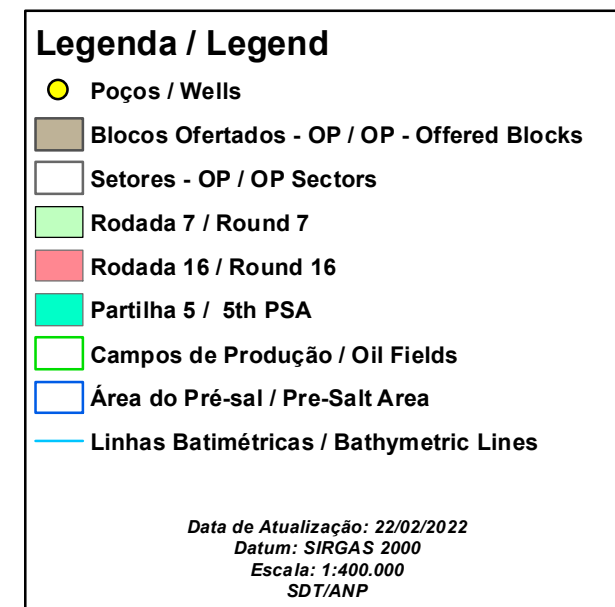 Legenda / Legend
Poços / Wells
Blocos Ofertados - OP / OP - Offered Blocks
Setores - OP / OP Sectors
Rodada 7 / Round 7
Rodada 16 / Round 16
Partilha 5 / 5th PSA
Campos de Produção / Oil Fields
Área do Pré-sal / Pre-Salt Area
Linhas Batimétricas / Bathymetric Lines
Data de Atualização: 22/02/2022
Datum: SIRGAS 2000
Escala: 1:400.000
SDT/ANP